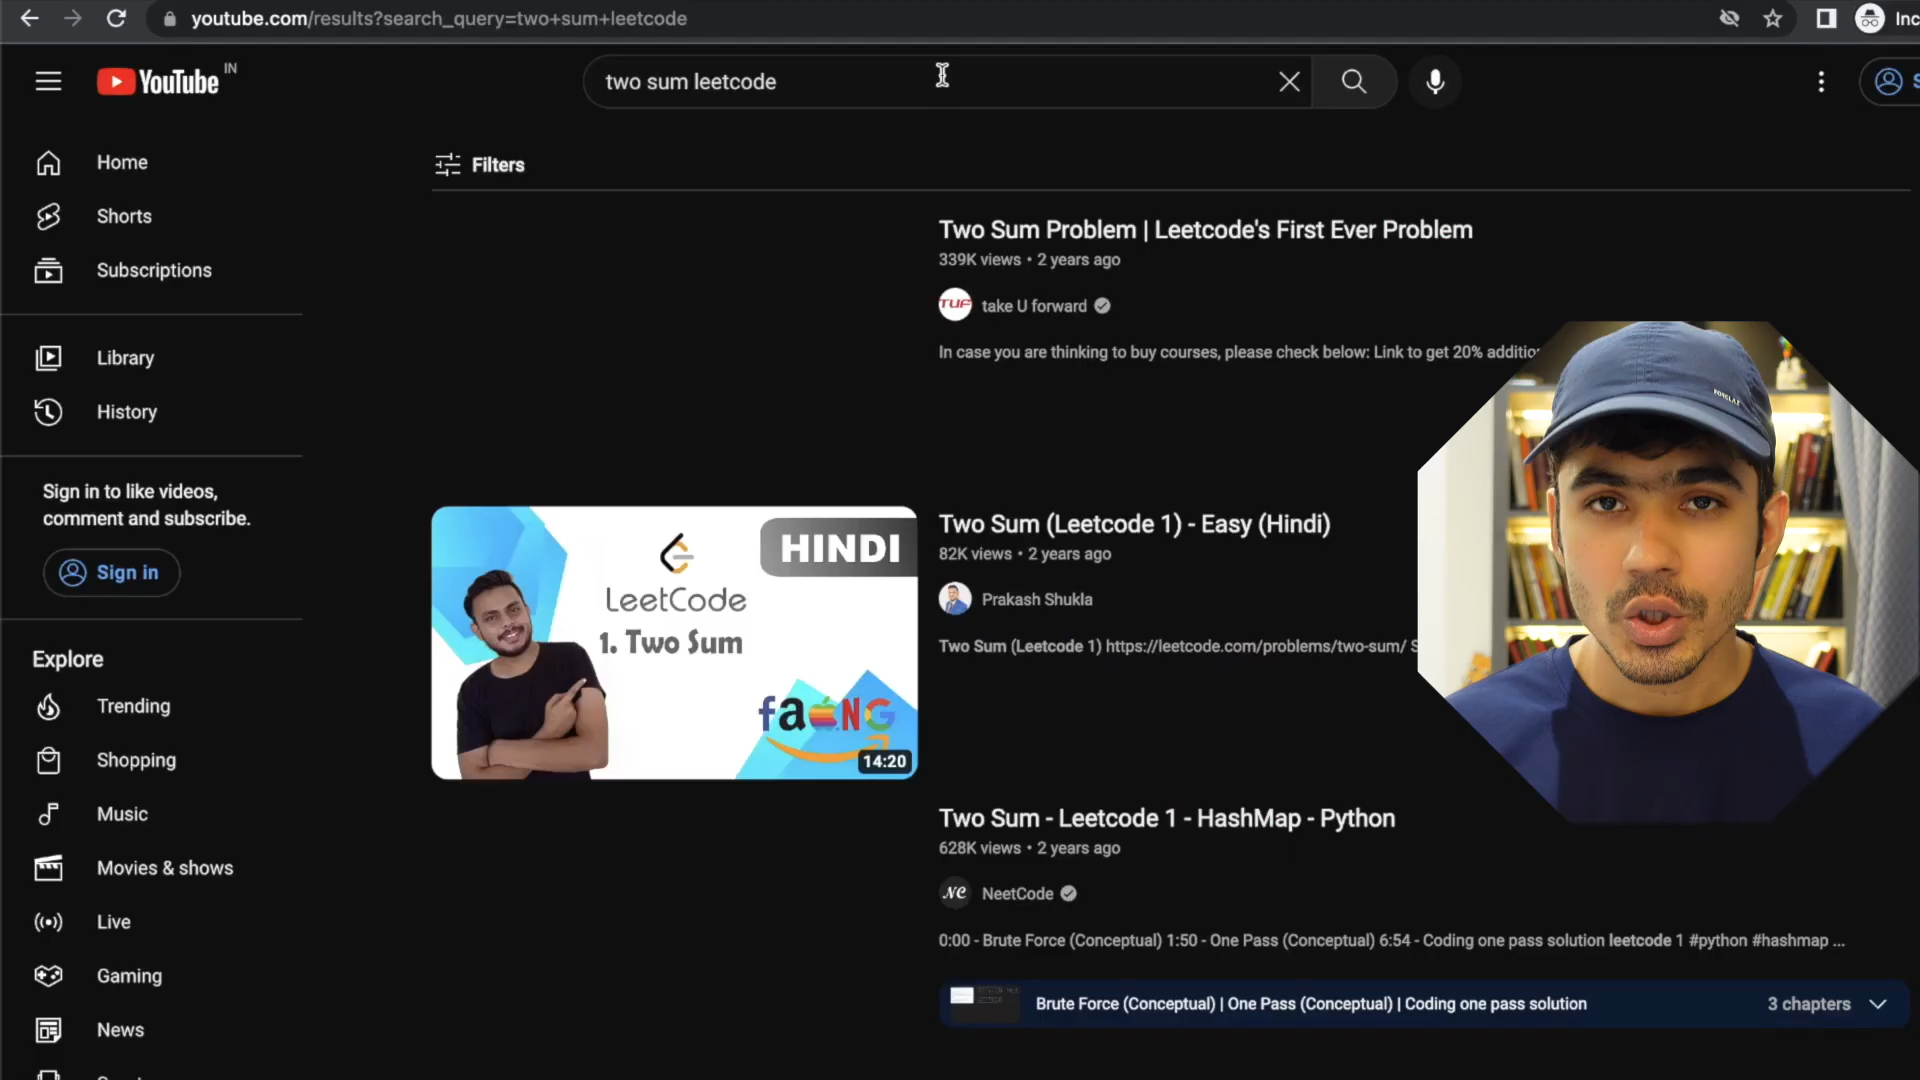 youtube.com/results?search_query=two+sum+leetcode
Inc
YouTube IN
two sum leetcode
S
Home
Shorts
Subscriptions
Library
History
Sign in to like videos,
comment and subscribe.
Sign in
Explore
Trending
Shopping
Music
Movies & shows
Live
Gaming
News
Filters
Two Sum Problem | Leetcode's First Ever Problem
339K views • 2 years ago
TUF take U forward
In case you are thinking to buy courses, please check below: Link to get 20% additio
HINDI
LeetCode
1. Two Sum
faang
14:20
Two Sum (Leetcode 1) - Easy (Hindi)
82K views • 2 years ago
Prakash Shukla
Two Sum (Leetcode 1) https://leetcode.com/problems/two-sum/ S
Two Sum - Leetcode 1 - HashMap - Python
628K views • 2 years ago
NC NeetCode
0:00 - Brute Force (Conceptual) 1:50 - One Pass (Conceptual) 6:54 - Coding one pass solution leetcode 1 #python #hashmap ...
Brute Force (Conceptual) | One Pass (Conceptual) | Coding one pass solution
3 chapters